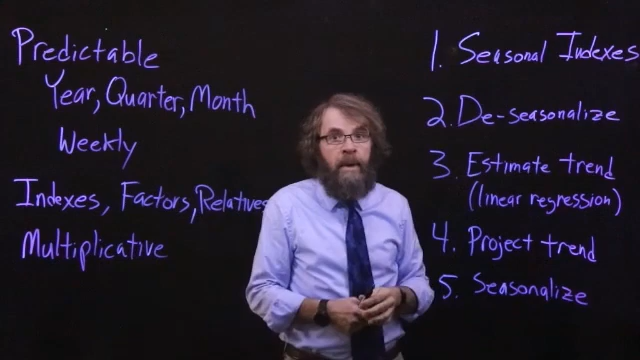 Predictable
Year, Quarter, Month
Weekly
Indexes, Factors, Relatives
Multiplicative
1. Seasonal Indexes
2. De-seasonalize
3. Estimate trend
(linear regression)
4. Project trend
5. Seasonalize